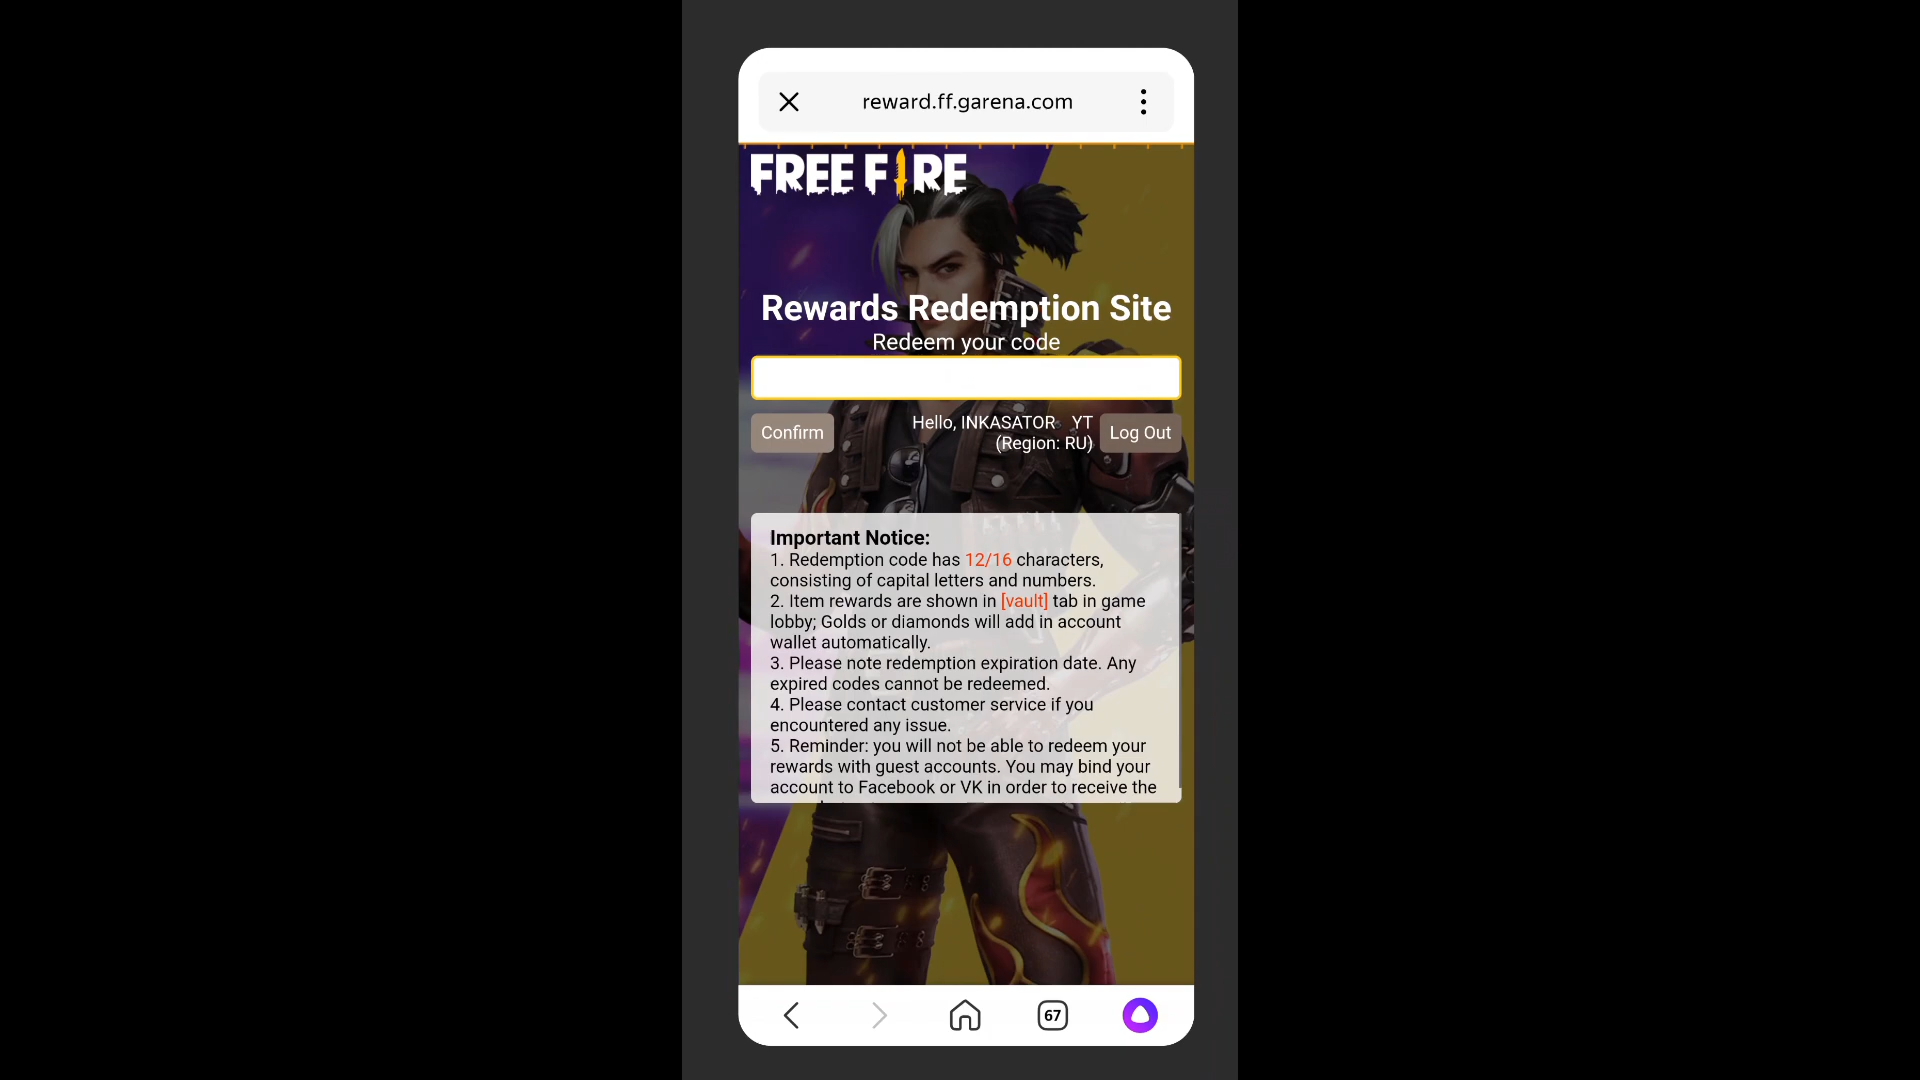 reward.ff.garena.com
FREE FIRE
Rewards Redemption Site
Redeem your code
Confirm
Hello, INKASATOR YT
(Region: RU)
Log Out
Important Notice:
1. Redemption code has 12/16 characters,
consisting of capital letters and numbers.
2. Item rewards are shown in [vault] tab in game
lobby; Golds or diamonds will add in account
wallet automatically.
3. Please note redemption expiration date. Any
expired codes cannot be redeemed.
4. Please contact customer service if you
encountered any issue.
5. Reminder: you will not be able to redeem your
rewards with guest accounts. You may bind your
account to Facebook or VK in order to receive the
67